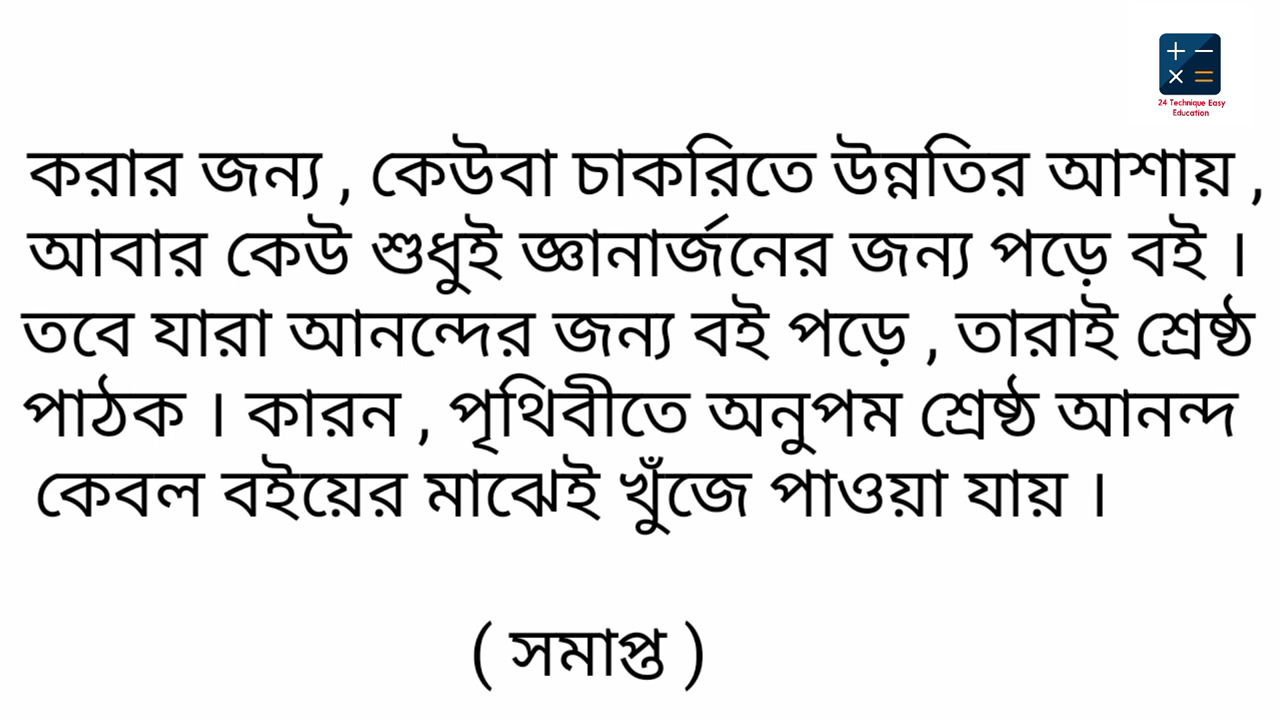 + −
× =
24 Technique Easy
Education
করার জন্য , কেউবা চাকরিতে উন্নতির আশায় ,
আবার কেউ শুধুই জ্ঞানার্জনের জন্য পড়ে বই ।
তবে যারা আনন্দের জন্য বই পড়ে , তারাই শ্রেষ্ঠ
পাঠক । কারন , পৃথিবীতে অনুপম শ্রেষ্ঠ আনন্দ
কেবল বইয়ের মাঝেই খুঁজে পাওয়া যায় ।
( সমাপ্ত )